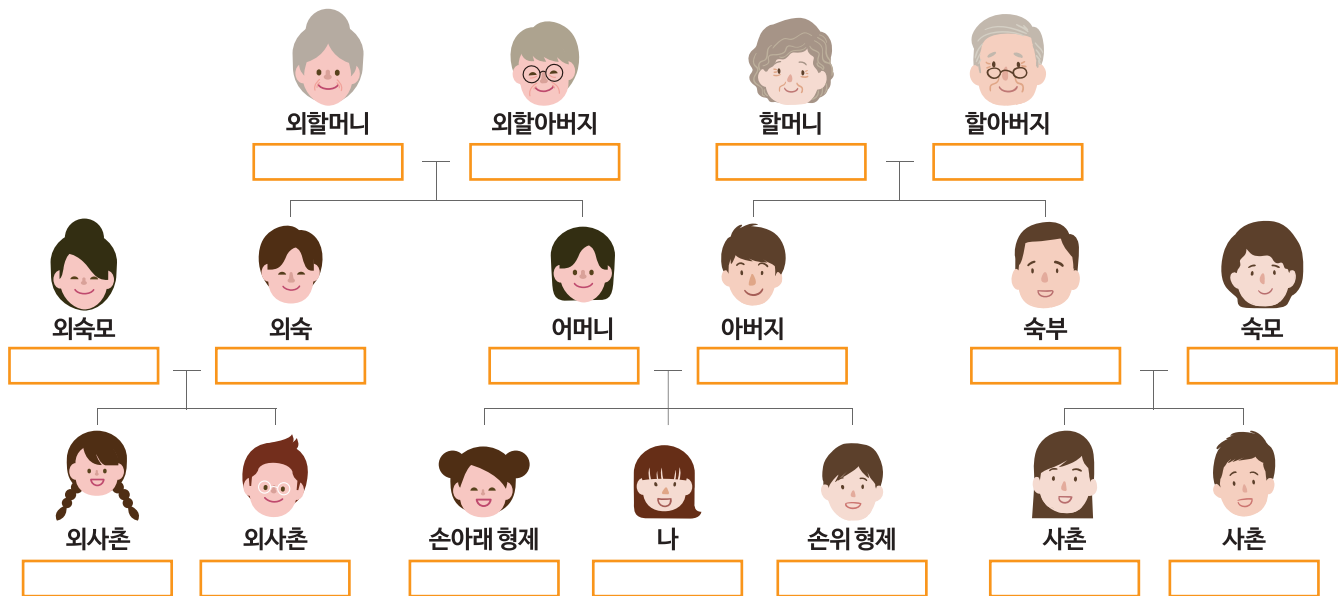 외할머니 외할아버지 할머니 할아버지
외숙모 외숙 어머니 아버지 숙부 숙모
외사촌 외사촌 손아래 형제 나 손위 형제 사촌 사촌